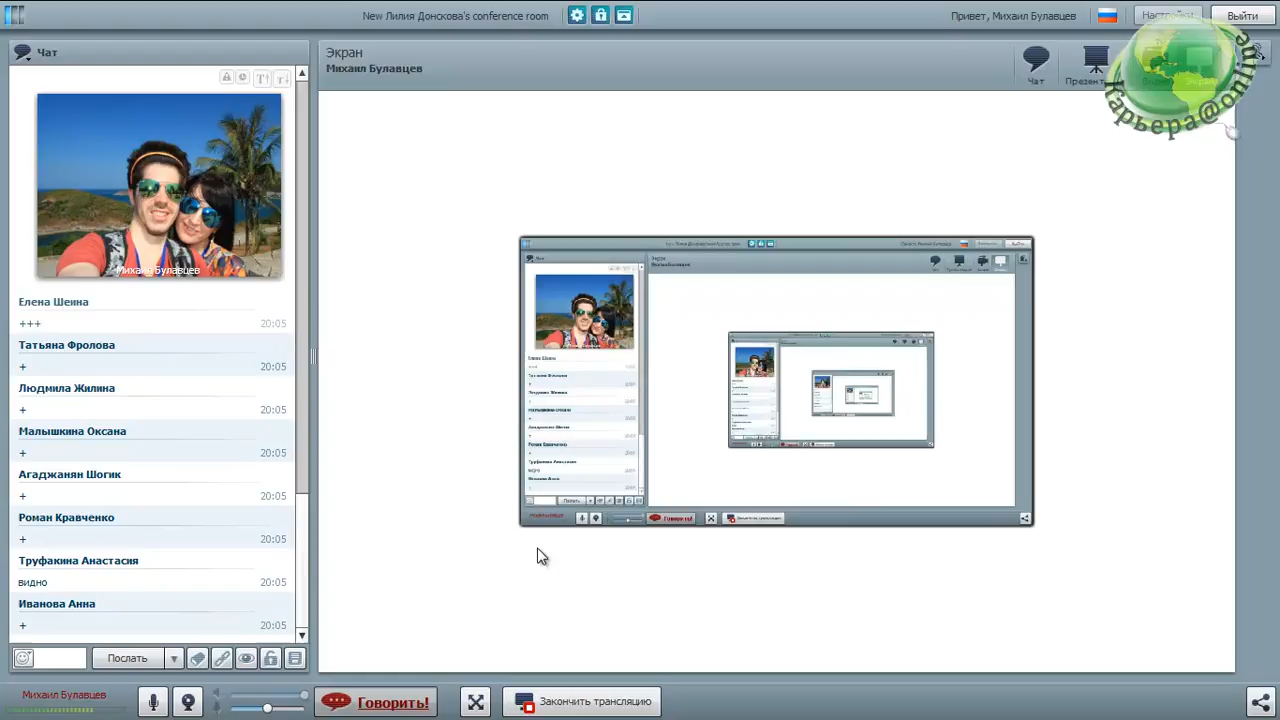 New Лилия Донскова's conference room
Привет, Михаил Булавцев
Настройки
Выйти
Чат
Экран
Михаил Булавцев
Чат
Презент
Карьера@online
Михаил Булавцев
Елена Шеина
+++ 20:05
Татьяна Фролова
+ 20:05
Людмила Жилина
+ 20:05
Малышкина Оксана
+ 20:05
Агаджанян Шогик
+ 20:05
Роман Кравченко
+ 20:05
Труфакина Анастасия
видно 20:05
Иванова Анна
+ 20:05
Послать
Михаил Булавцев
Говорить!
Закончить трансляцию
Говорить!